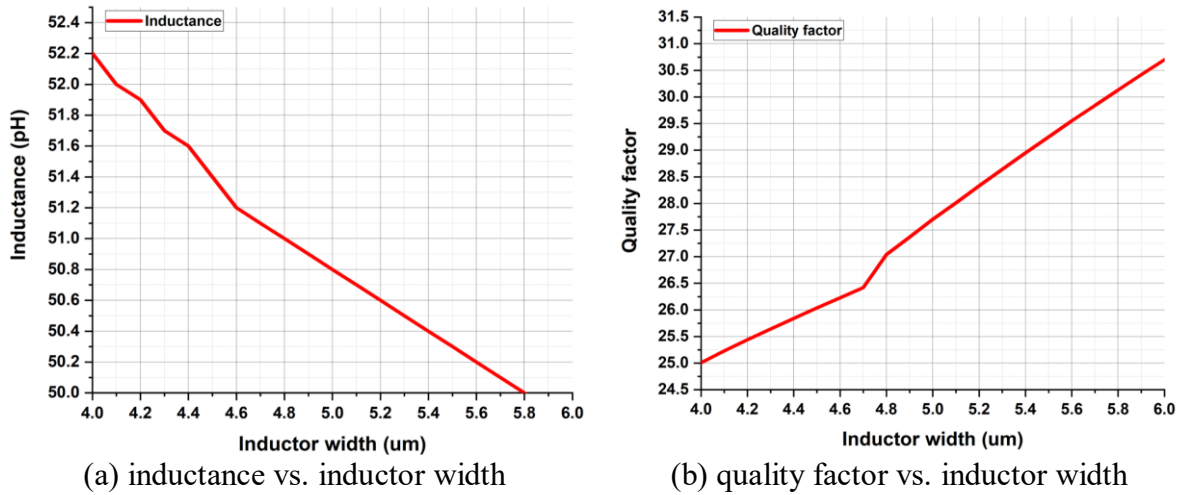 Inductance
52.4
52.2
52.0
51.8
51.6
51.4
51.2
51.0
50.8
50.6
50.4
50.2
50.0
Inductance (pH)
4.0 4.2 4.4 4.6 4.8 5.0 5.2 5.4 5.6 5.8 6.0
Inductor width (um)
(a) inductance vs. inductor width
Quality factor
31.5
31.0
30.5
30.0
29.5
29.0
28.5
28.0
27.5
27.0
26.5
26.0
25.5
25.0
24.5
Quality factor
4.0 4.2 4.4 4.6 4.8 5.0 5.2 5.4 5.6 5.8 6.0
Inductor width (um)
(b) quality factor vs. inductor width